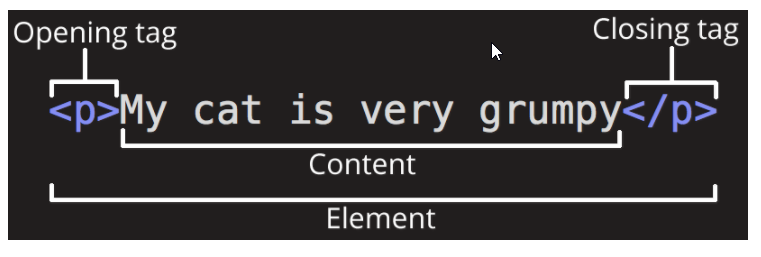 Opening tag
Closing tag
<p>My cat is very grumpy</p>
Content
Element